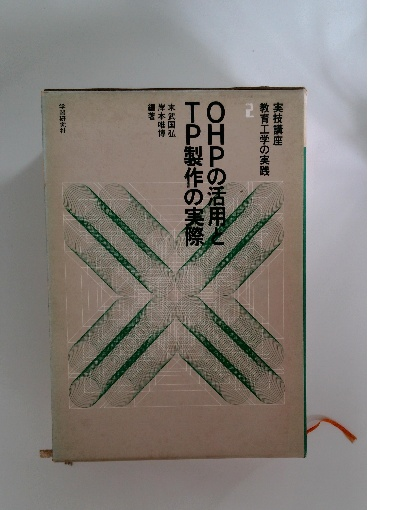 実技講座
教育工学の実践
2
OHPの活用と
TP製作の実際
末武国弘
岸本唯博
編著
学習研究社